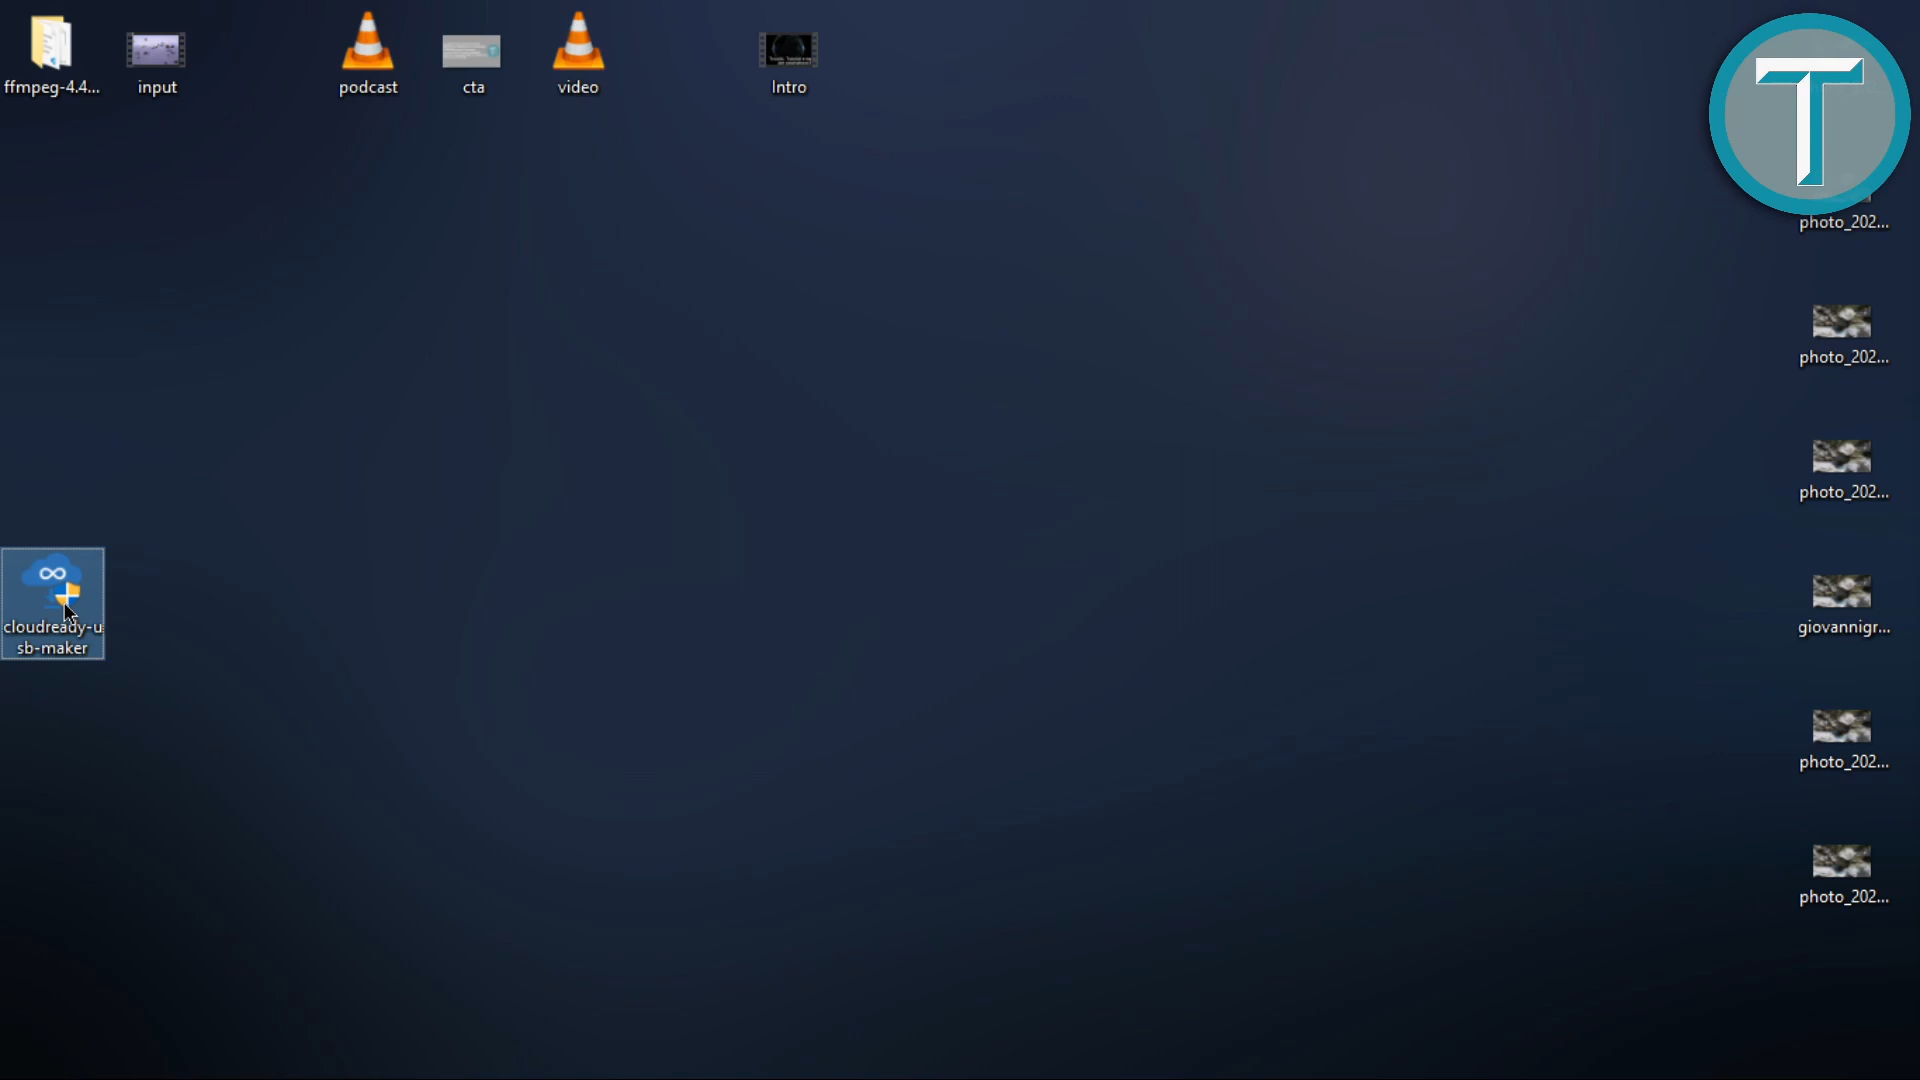 ffmpeg-4.4...
input
podcast
cta
video
Intro
T
photo_202...
photo_202...
photo_202...
cloudready-u
sb-maker
giovannigr...
photo_202...
photo_202...